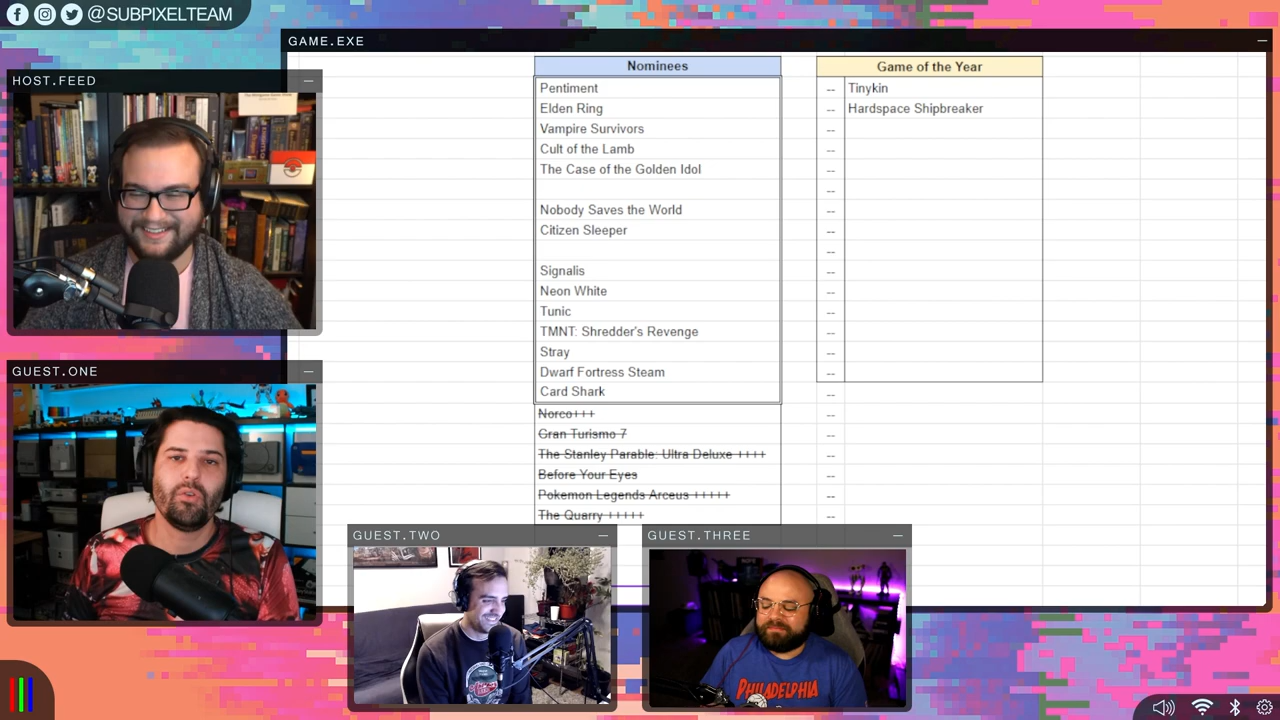 @SUBPIXELTEAM
GAME.EXE
HOST.FEED
Nominees
Game of the Year
Pentiment
-- Tinykin
Elden Ring
-- Hardspace Shipbreaker
Vampire Survivors
--
Cult of the Lamb
--
The Case of the Golden Idol
--
--
Nobody Saves the World
--
Citizen Sleeper
--
--
Signalis
--
Neon White
--
Tunic
--
TMNT: Shredder's Revenge
--
Stray
--
Dwarf Fortress Steam
--
Card Shark
--
GUEST.ONE
Norco+++
--
Gran Turismo 7
--
The Stanley Parable: Ultra Deluxe ++++
--
Before Your Eyes
--
Pokemon Legends Arceus +++++
--
The Quarry +++++
--
GUEST.TWO
GUEST.THREE
PHILADELPHIA